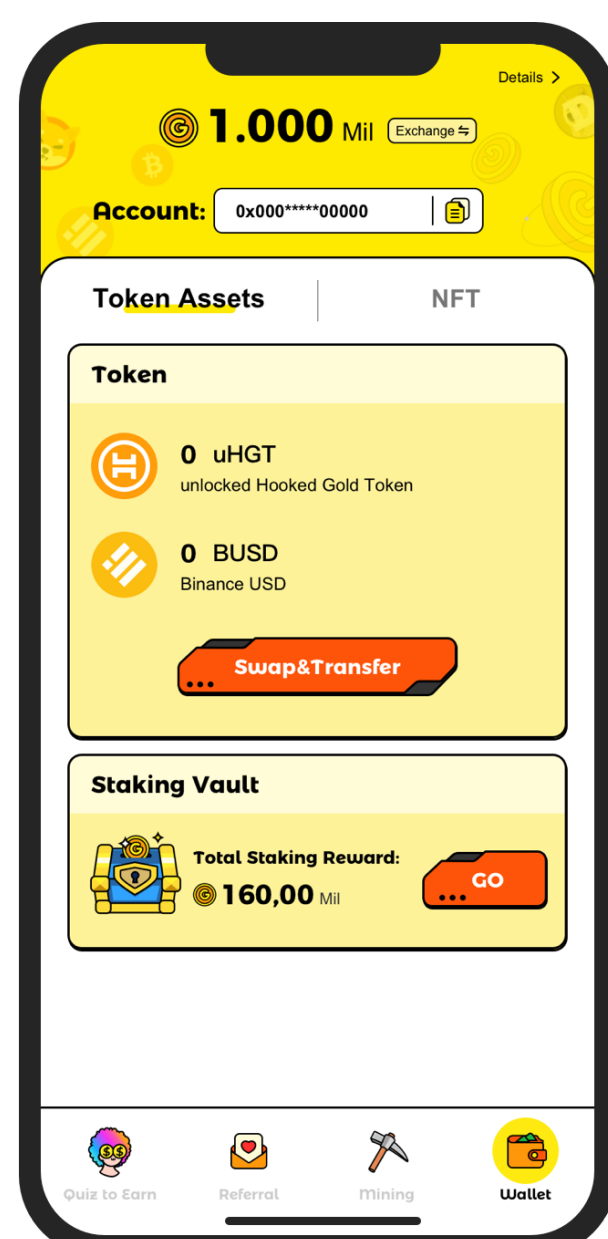 Details >
1.000 Mil Exchange
Account: 0x000*****00000
Token Assets NFT
Token
0 uHGT
unlocked Hooked Gold Token
0 BUSD
Binance USD
Swap&Transfer
Staking Vault
Total Staking Reward:
160,00 Mil
GO
Quiz to Earn Referral Mining Wallet